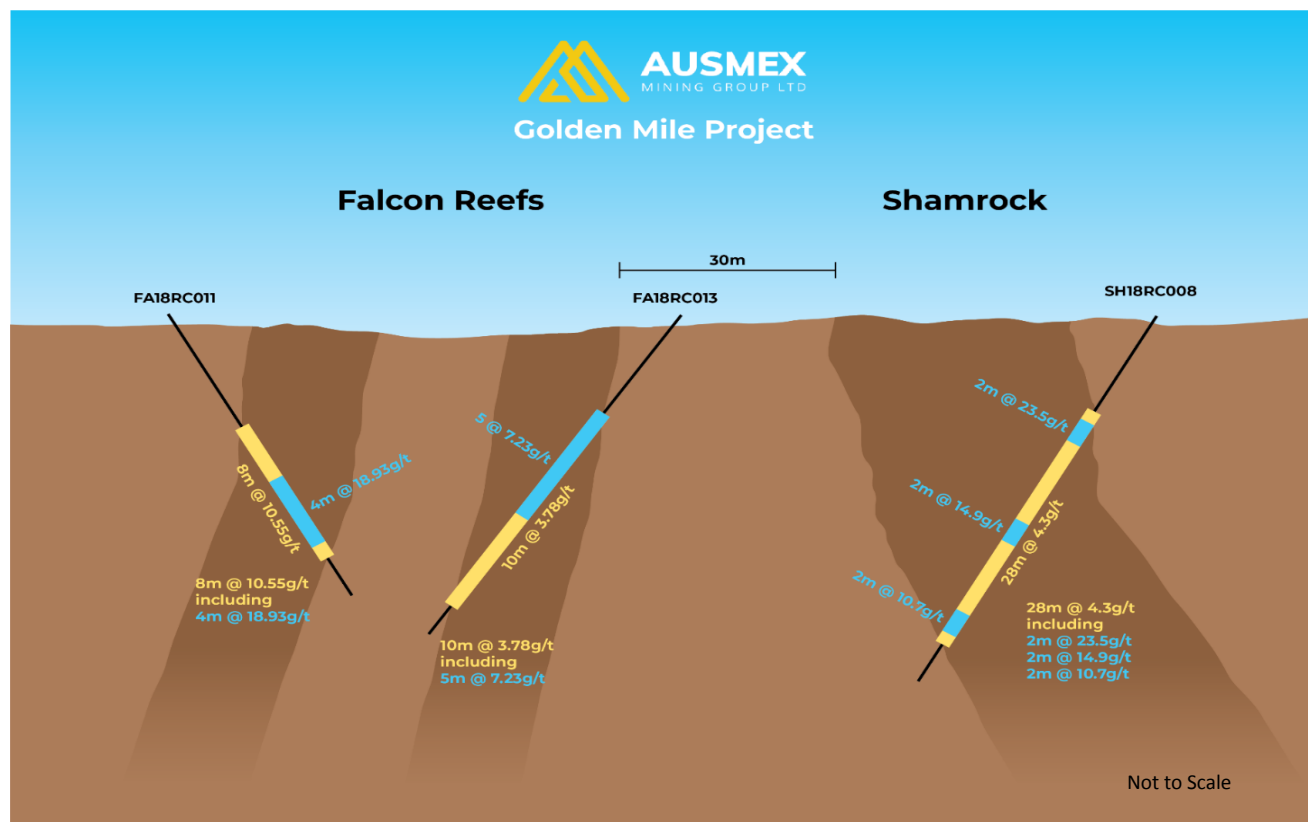 AUSMEX
MINING GROUP LTD
Golden Mile Project
Falcon Reefs
Shamrock
30m
FA18RC011
FA18RC013
SH18RC008
8m @ 10.55g/t
4m @ 18.93g/t
8m @ 10.55g/t
including
4m @ 18.93g/t
5 @ 7.23g/t
10m @ 3.78g/t
10m @ 3.78g/t
including
5m @ 7.23g/t
2m @ 23.5g/t
2m @ 14.9g/t
2m @ 10.7g/t
28m @ 4.3g/t
28m @ 4.3g/t
including
2m @ 23.5g/t
2m @ 14.9g/t
2m @ 10.7g/t
Not to Scale